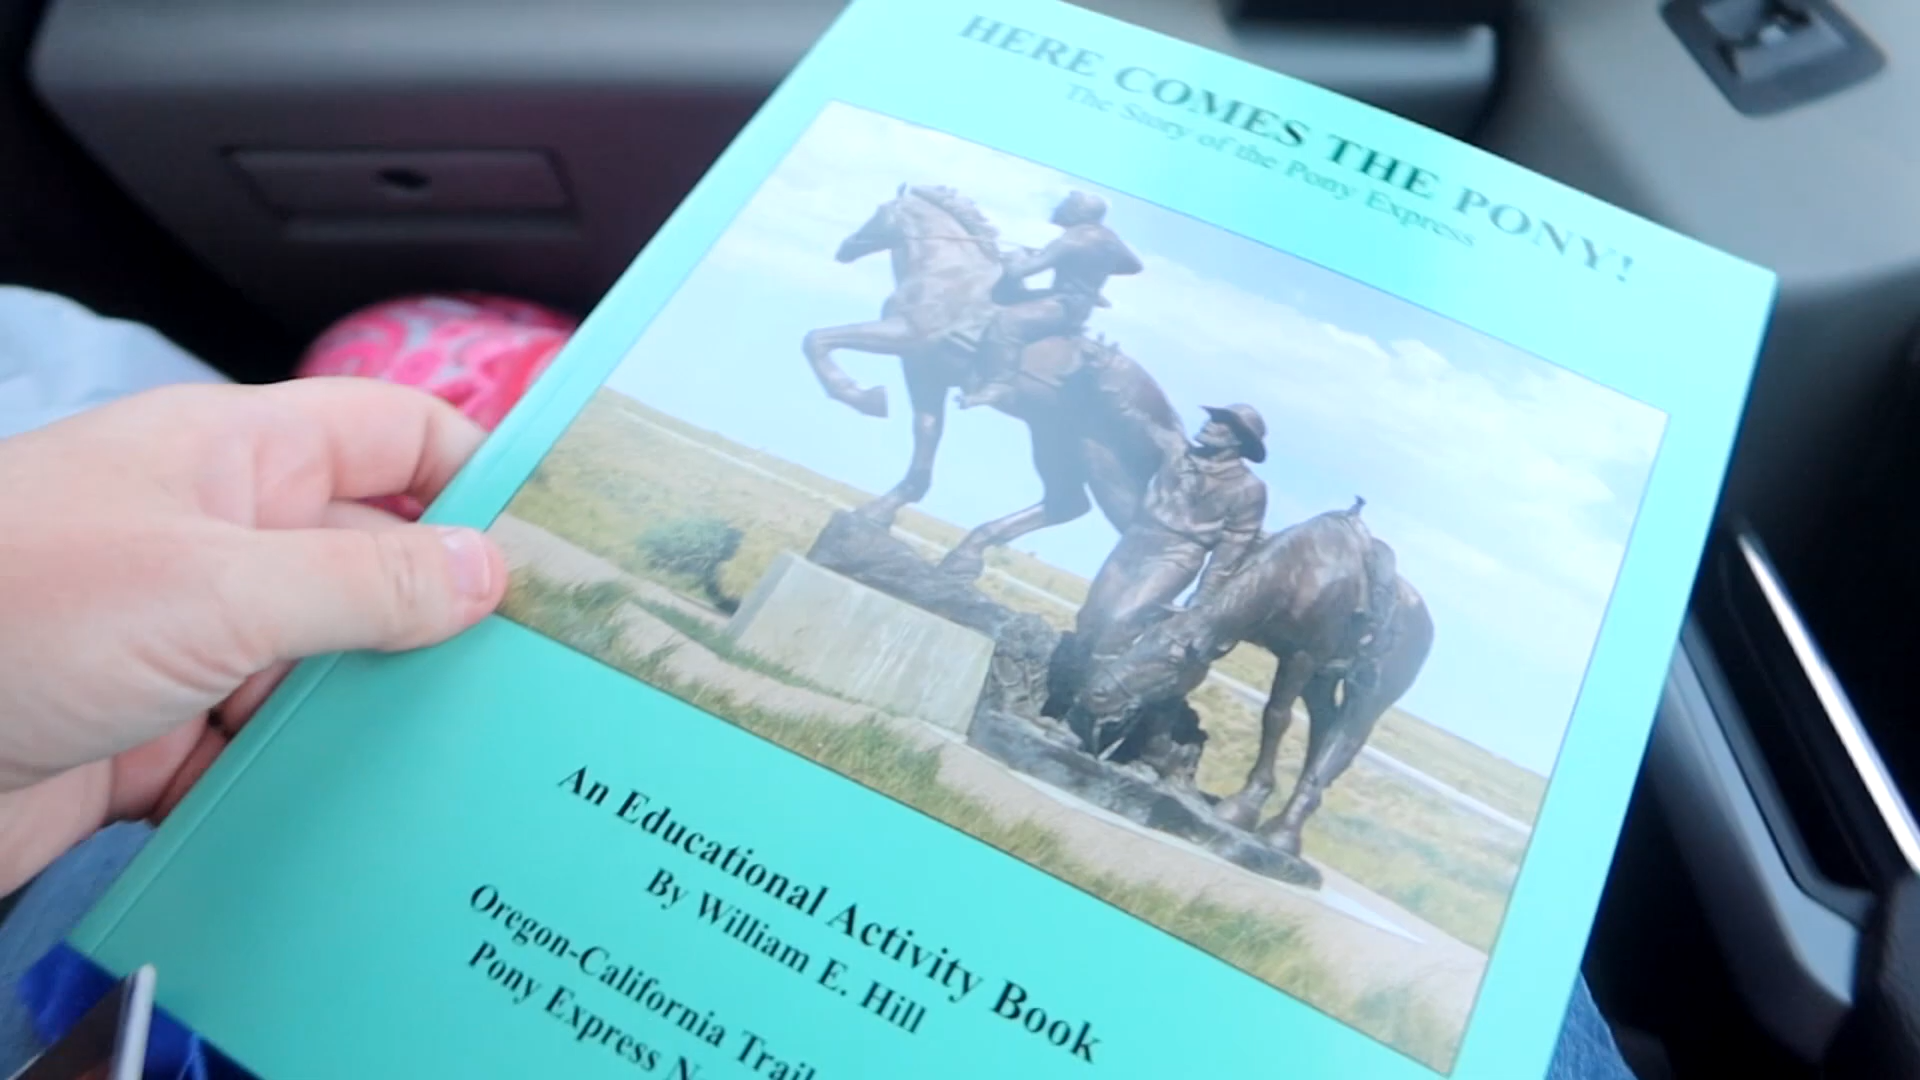 HERE COMES THE PONY!
The Story of the Pony Express
An Educational Activity Book
By William E. Hill
Oregon-California Trail
Pony Express